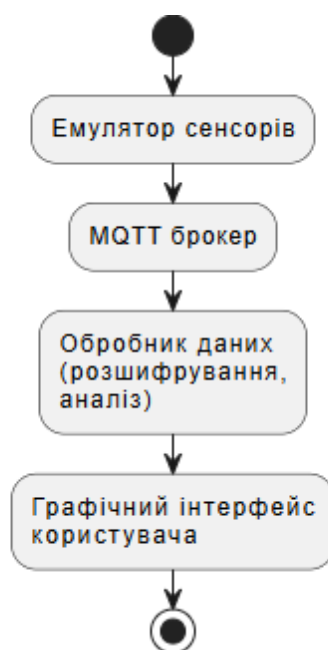 Емулятор сенсорів
MQTT брокер
Обробник даних
(розшифрування,
аналіз)
Графічний інтерфейс
користувача